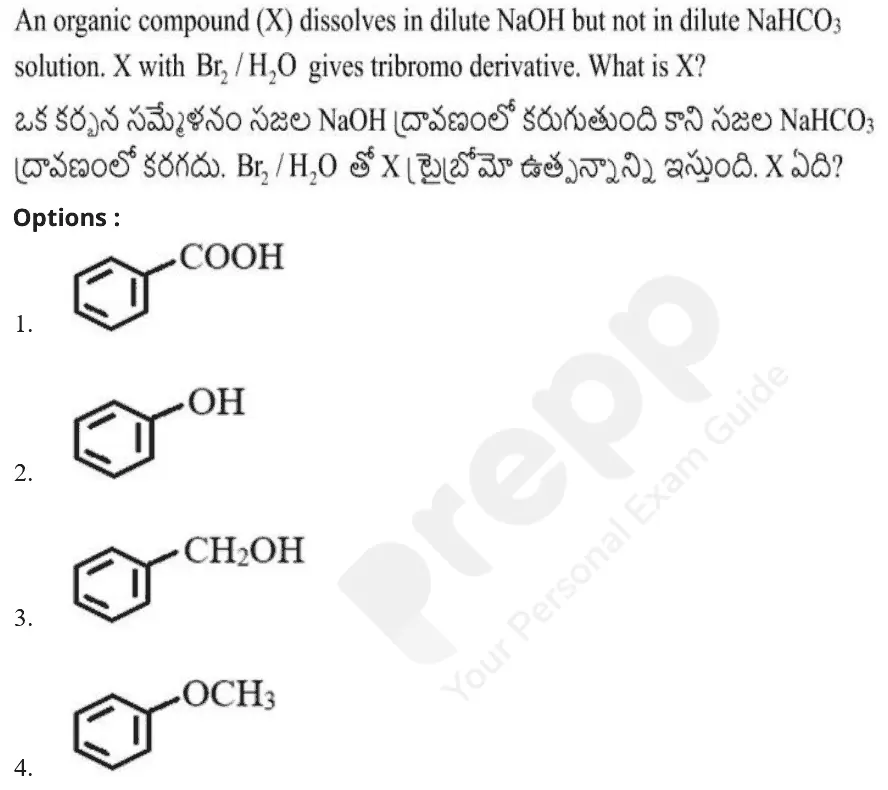 An organic compound (X) dissolves in dilute NaOH but not in dilute NaHCO₃
solution. X with Br₂ / H₂O gives tribromo derivative. What is X?
ఒక కర్బన సమ్మేళనం సజల NaOH ద్రావణంలో కరుగుతుంది కాని సజల NaHCO₃
ద్రావణంలో కరగదు. Br₂ / H₂O తో X ట్రైబ్రోమో ఉత్పన్నాన్ని ఇస్తుంది. X ఏది?
Options :
COOH
1.
OH
2.
CH₂OH
3.
OCH₃
4.
prepp
Your Personal Exam Guide